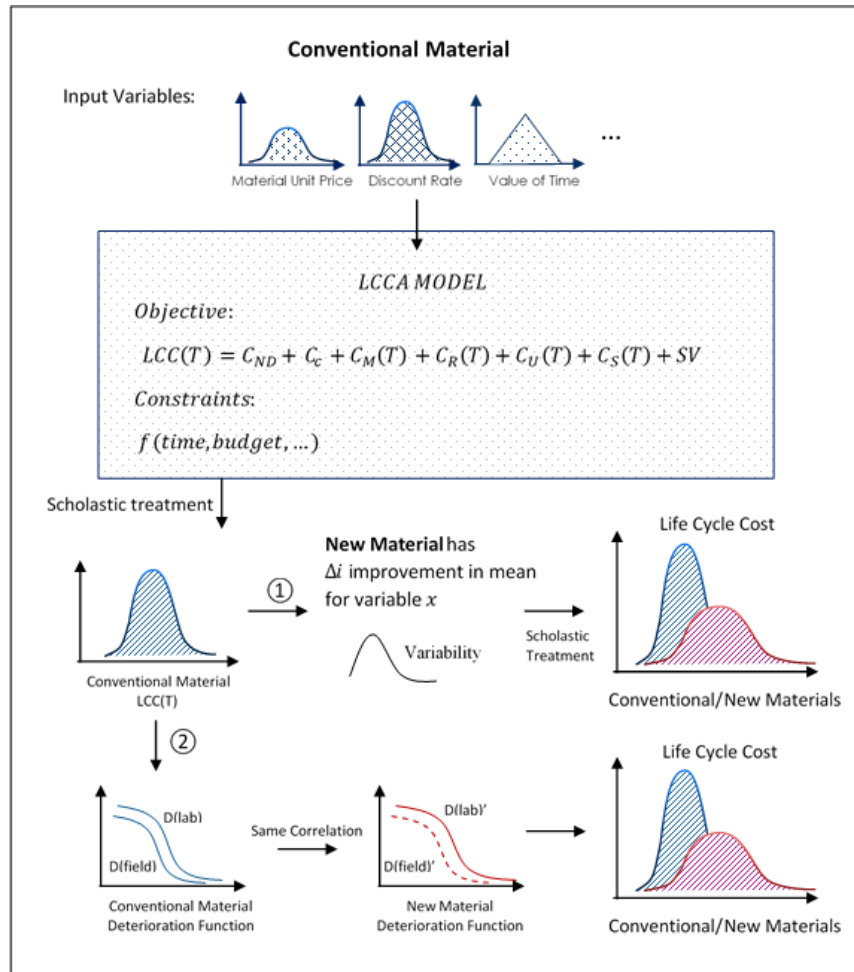 Conventional Material
Input Variables:
...
Material Unit Price
Discount Rate
Value of Time
LCCA MODEL
Objective:
LCC(T) = C_ND + C_c + C_M(T) + C_R(T) + C_U(T) + C_S(T) + SV
Constraints:
f(time, budget, ...)
Scholastic treatment
①
New Material has
Δi improvement in mean
for variable x
Variability
Scholastic
Treatment
Life Cycle Cost
Conventional/New Materials
Conventional Material
LCC(T)
②
D(lab)
D(field)
Conventional Material
Deterioration Function
Same Correlation
D(lab)’
D(field)’
New Material
Deterioration Function
Life Cycle Cost
Conventional/New Materials